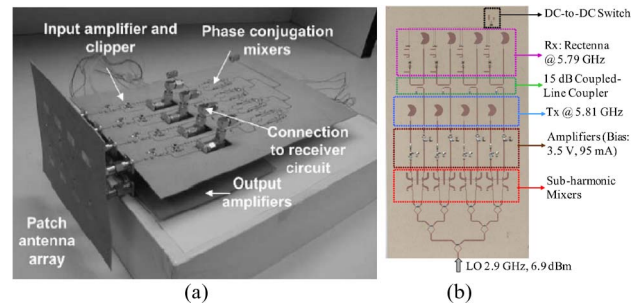 (a)
Input amplifier and
clipper
Phase conjugation
mixers
Connection
to receiver
circuit
Output
amplifiers
Patch
antenna
array
(a)
(b)
DC-to-DC Switch
Rx: Rectenna
@ 5.79 GHz
15 dB Coupled-
Line Coupler
Tx @ 5.81 GHz
Amplifiers (Bias:
3.5 V, 95 mA)
Sub-harmonic
Mixers
LO 2.9 GHz, 6.9 dBm
(b)